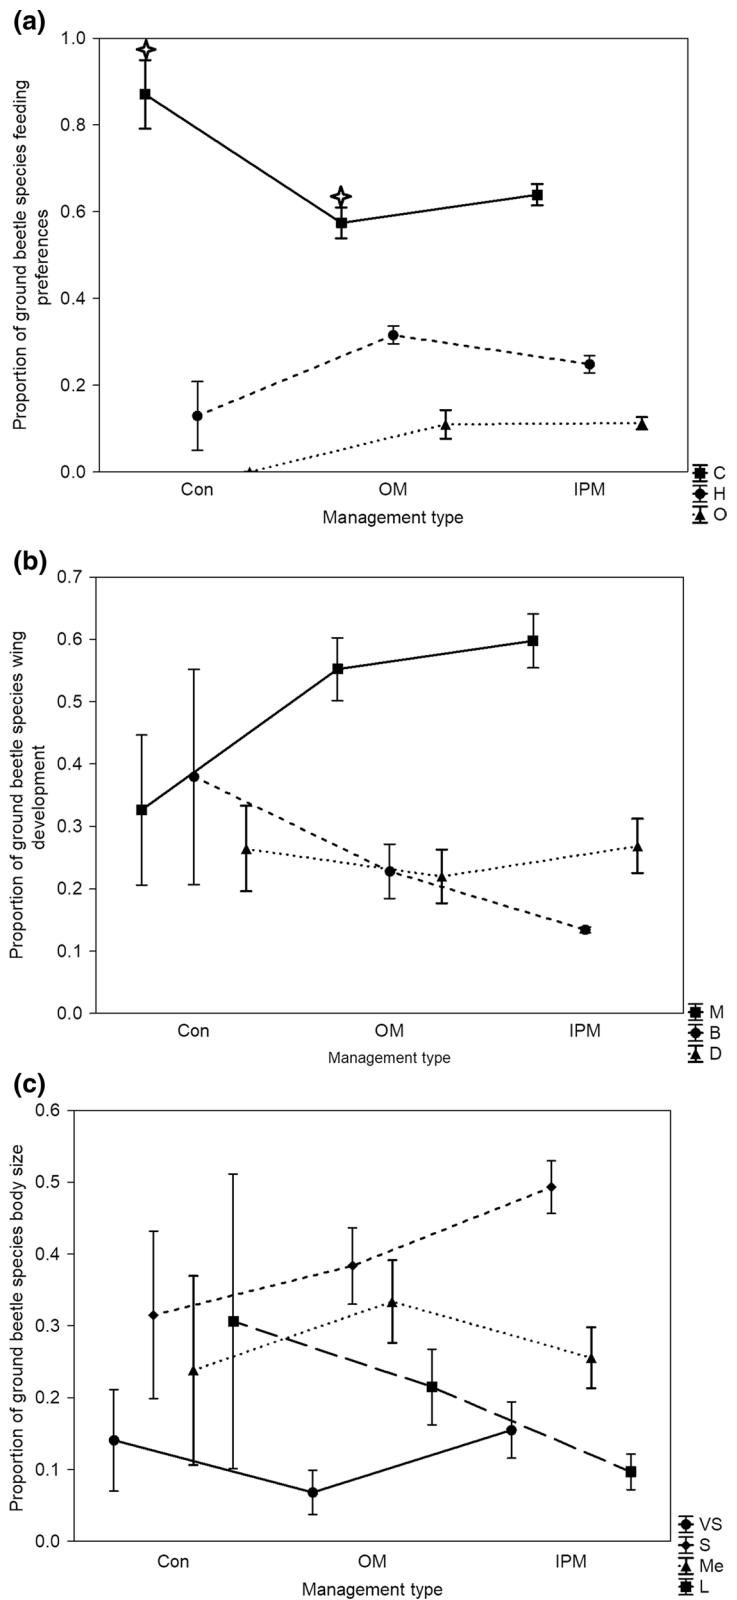 (a)
Proportion of ground beetle species feeding
preferences
1.0
0.8
0.6
0.4
0.2
0.0
Con OM IPM
Management type
C
H
O
(b)
Proportion of ground beetle species wing
development
0.7
0.6
0.5
0.4
0.3
0.2
0.1
0.0
Con OM IPM
Management type
M
B
D
(c)
Proportion of ground beetle species body size
0.6
0.5
0.4
0.3
0.2
0.1
0.0
Con OM IPM
Management type
VS
S
Me
L